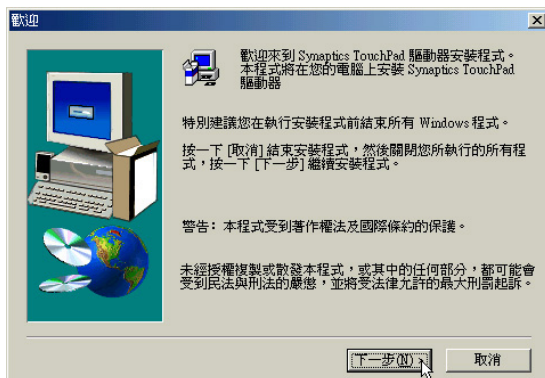 歡迎
歡迎來到 Synaptics TouchPad 驅動器安裝程式。
本程式將在您的電腦上安裝 Synaptics TouchPad
驅動器
特別建議您在執行安裝程式前結束所有 Windows 程式。
按一下 [取消] 結束安裝程式，然後關閉您所執行的所有程
式，按一下 [下一步] 繼續安裝程式。
警告：本程式受到著作權法及國際條約的保護。
未經授權複製或散發本程式，或其中的任何部分，都可能會
受到民法與刑法的嚴懲，並將受法律允許的最大刑罰起訴。
下一步(N) >
取消